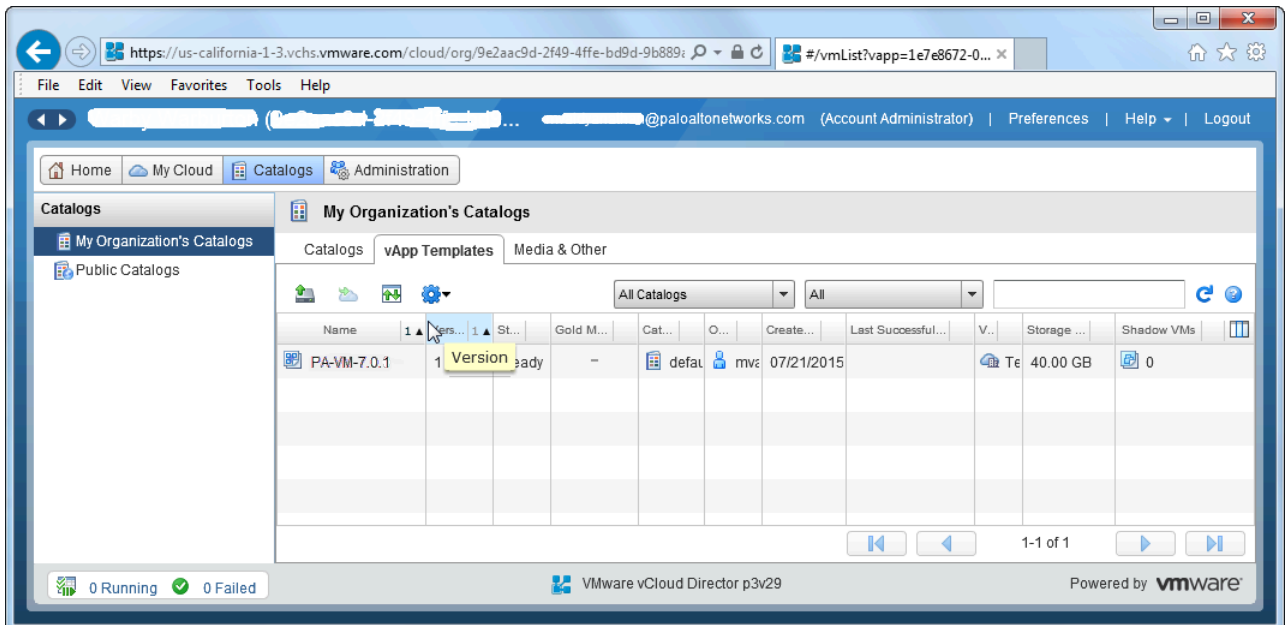 https://us-california-1-3.vchs.vmware.com/cloud/org/9e2aac9d-2f49-4ffe-bd9d-9b889a
#/vmList?vapp=1e7e8672-0...
File Edit View Favorites Tools Help
... @paloaltonetworks.com (Account Administrator) | Preferences | Help | Logout
Home My Cloud Catalogs Administration
Catalogs
My Organization's Catalogs
Public Catalogs
My Organization's Catalogs
Catalogs vApp Templates Media & Other
All Catalogs All
Name 1 ▲ Vers... 1 ▲ St... Gold M... Cat... O... Create... Last Successful... V.. Storage ... Shadow VMs
PA-VM-7.0.1 1 eady - defau mva 07/21/2015 Te 40.00 GB 0
Version
1-1 of 1
0 Running 0 Failed
VMware vCloud Director p3v29
Powered by vmware